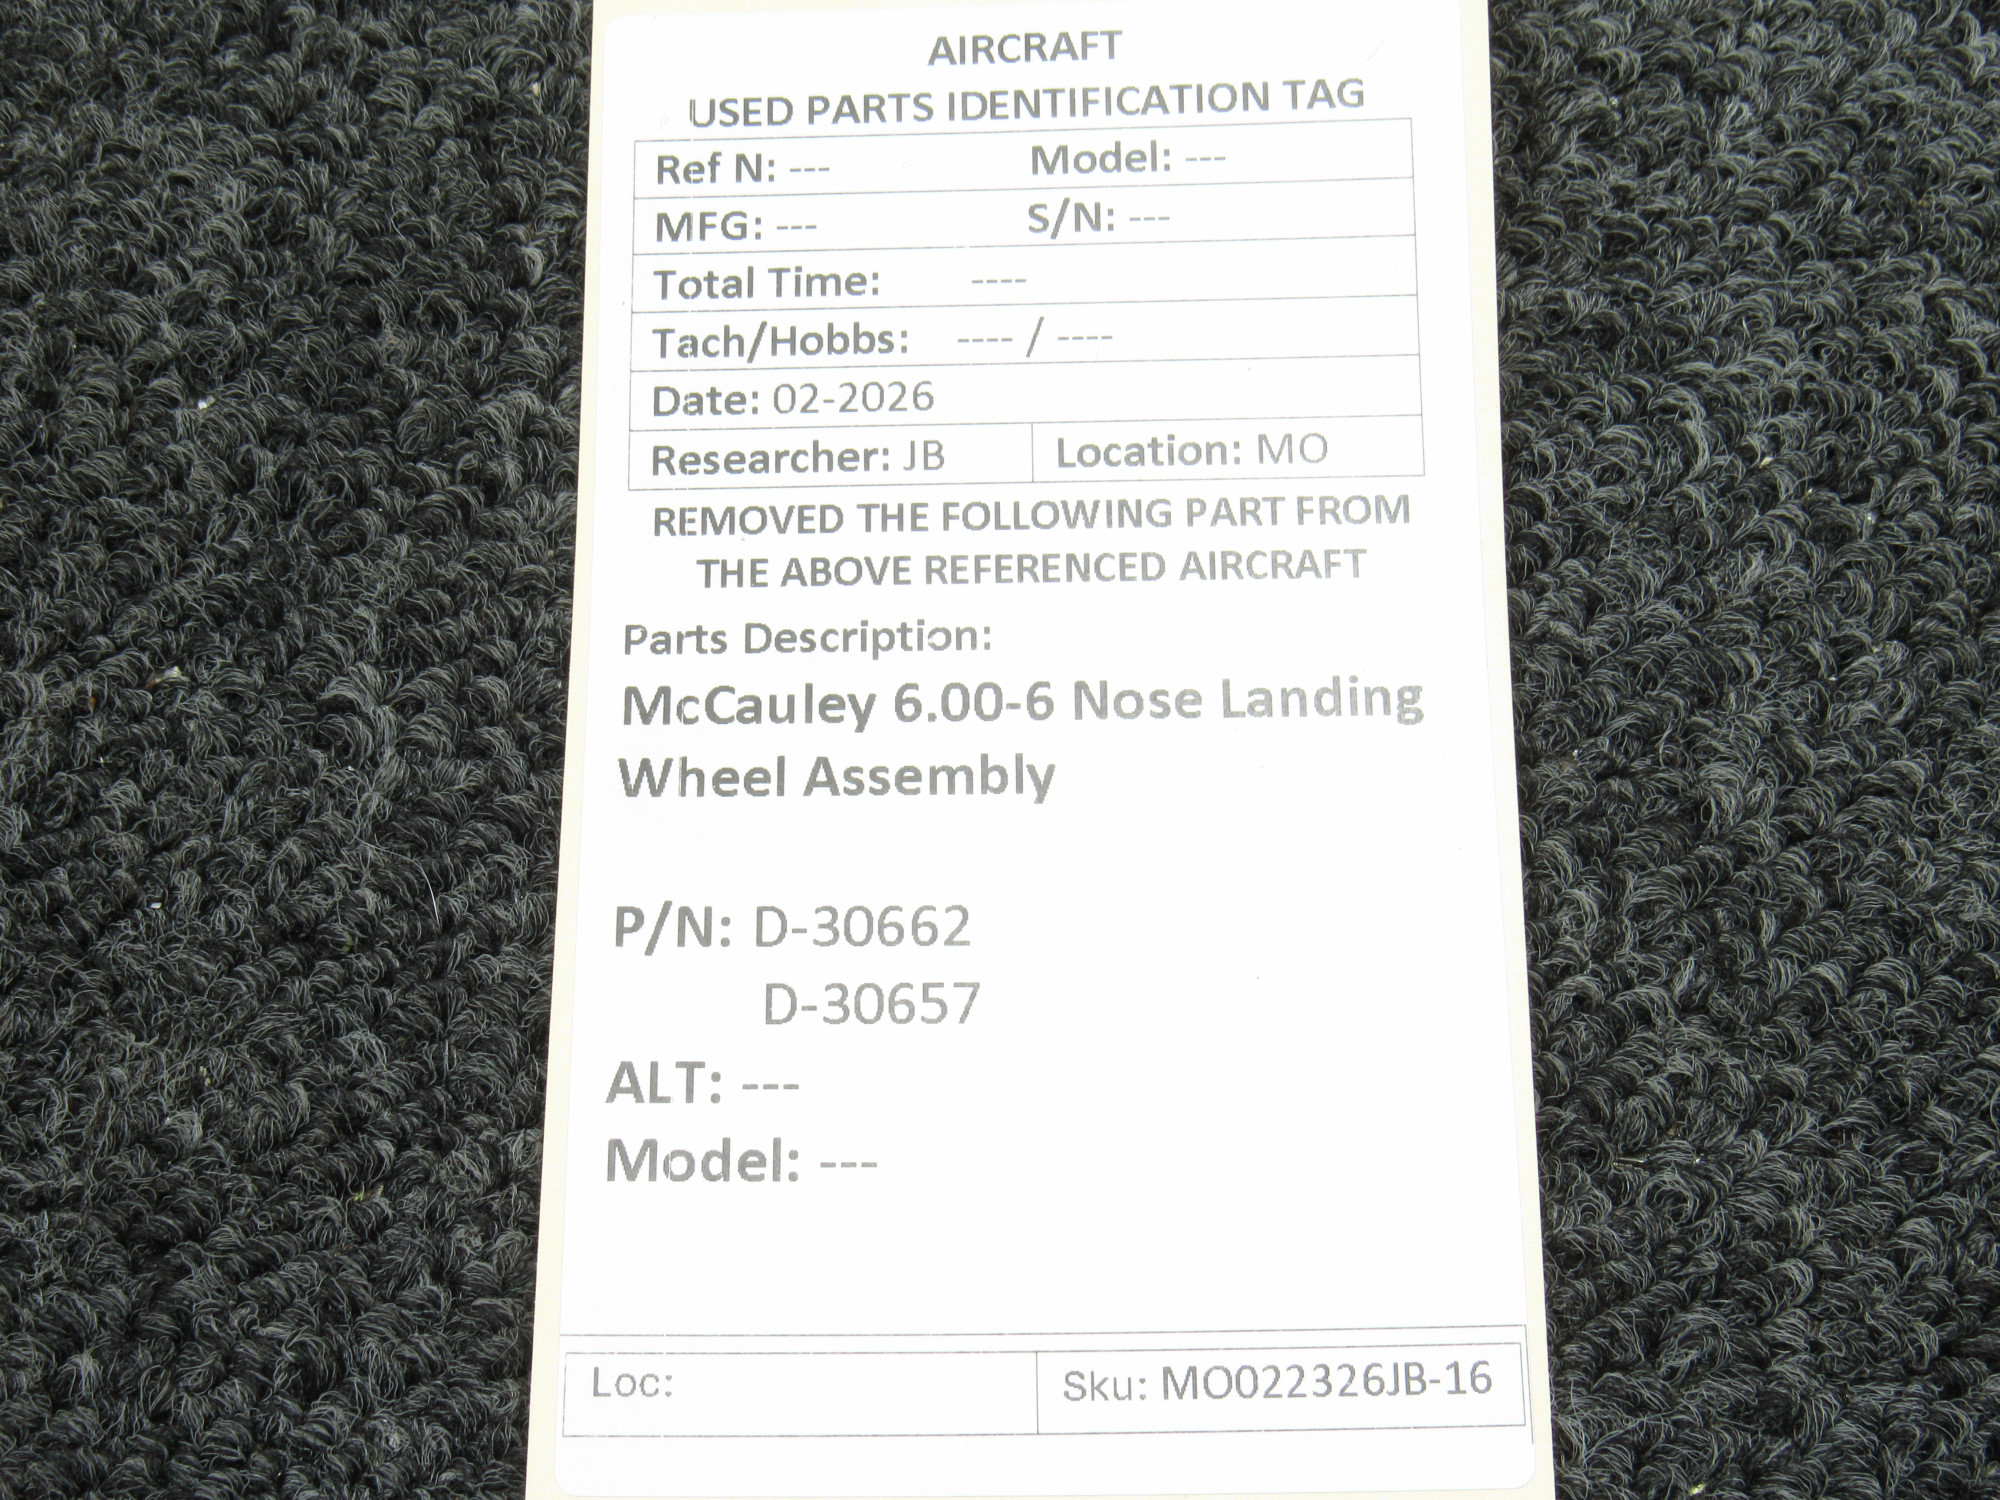 AIRCRAFT
USED PARTS IDENTIFICATION TAG
Ref N: --- Model: ---
MFG: --- S/N: ---
Total Time: ----
Tach/Hobbs: ---- / ----
Date: 02-2026
Researcher: JB Location: MO
REMOVED THE FOLLOWING PART FROM
THE ABOVE REFERENCED AIRCRAFT
Parts Description:
McCauley 6.00-6 Nose Landing
Wheel Assembly
P/N: D-30662
D-30657
ALT: ---
Model: ---
Loc: Sku: MO022326JB-16